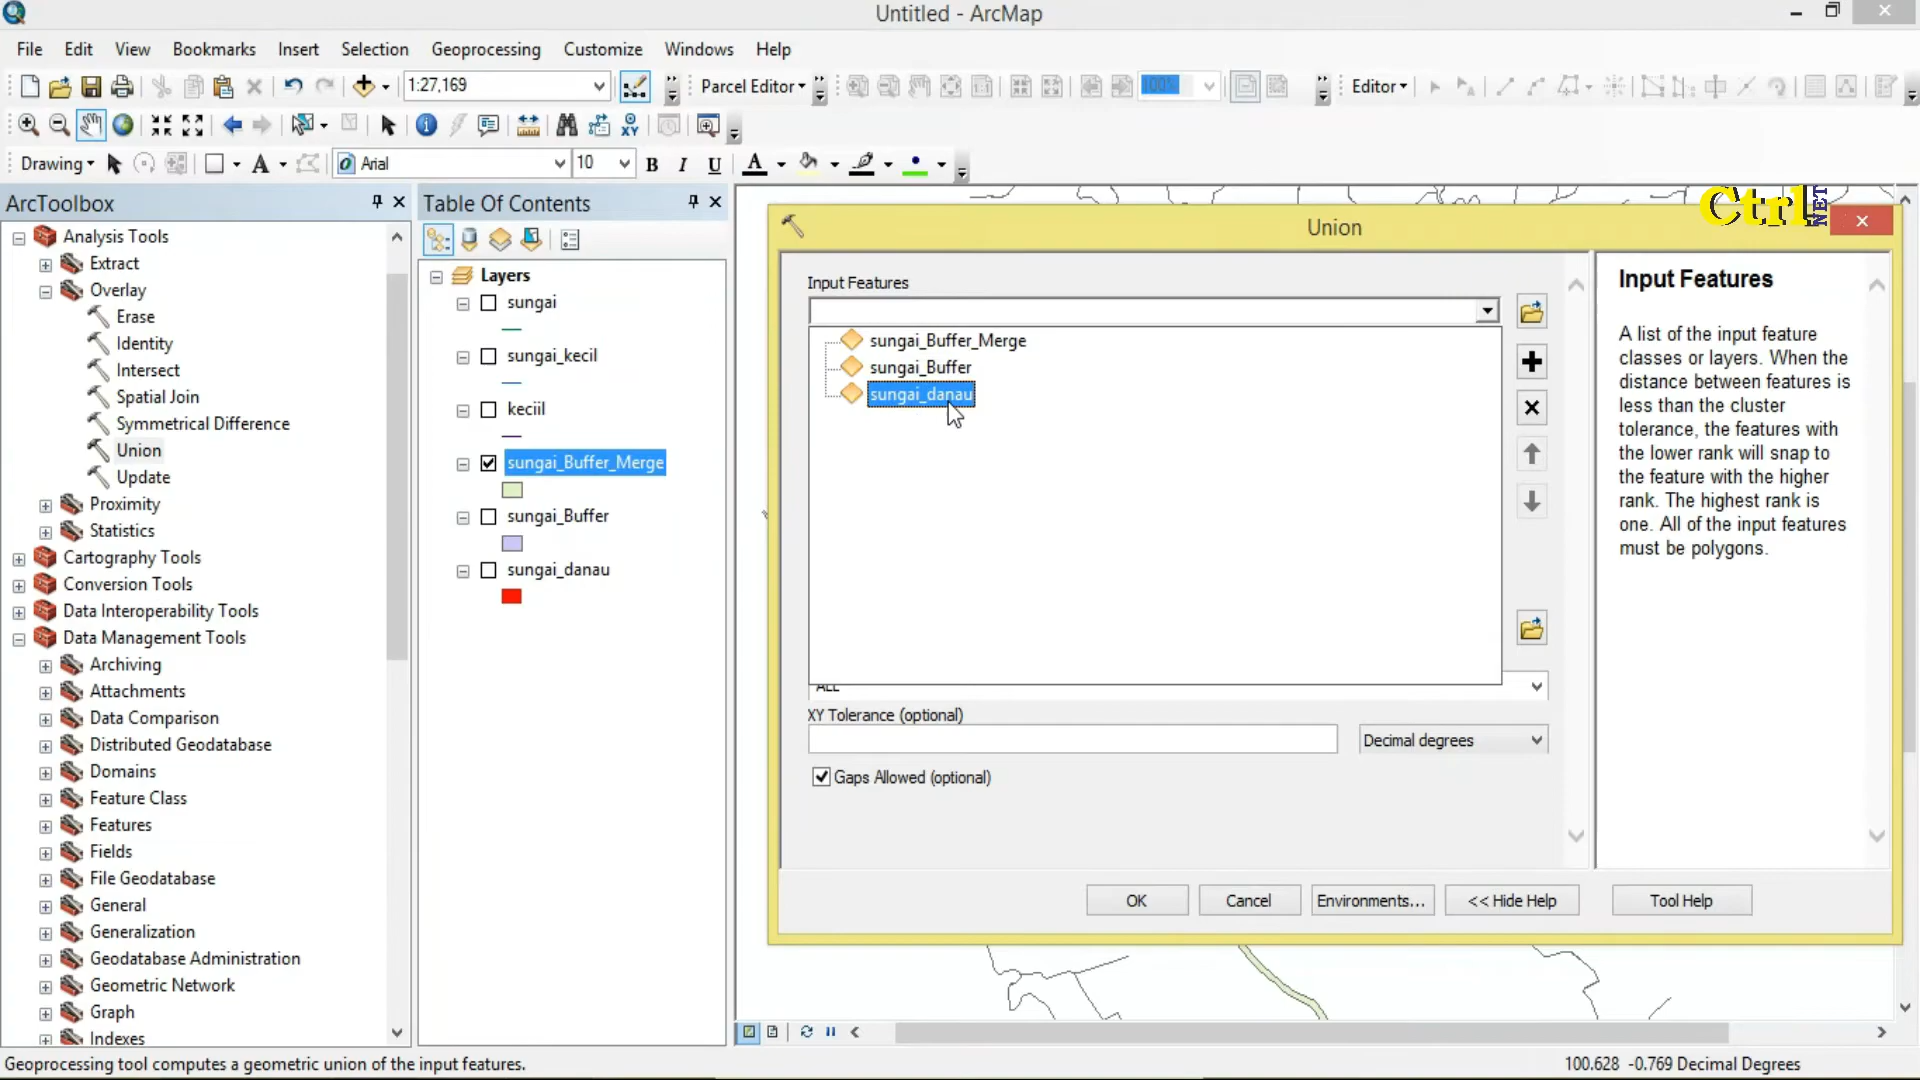 Untitled - ArcMap
File Edit View Bookmarks Insert Selection Geoprocessing Customize Windows Help
1:27,169 Parcel Editor 100% Editor
Drawing A Arial 10 B I U A
ArcToolbox
Analysis Tools
Extract
Overlay
Erase
Identity
Intersect
Spatial Join
Symmetrical Difference
Union
Update
Proximity
Statistics
Cartography Tools
Conversion Tools
Data Interoperability Tools
Data Management Tools
Archiving
Attachments
Data Comparison
Distributed Geodatabase
Domains
Feature Class
Features
Fields
File Geodatabase
General
Generalization
Geodatabase Administration
Geometric Network
Graph
Indexes
Table Of Contents
Layers
sungai
sungai_kecil
keciil
sungai_Buffer_Merge
sungai_Buffer
sungai_danau
Ctrl NET
Union
Input Features
sungai_Buffer_Merge
sungai_Buffer
sungai_danau
ALL
XY Tolerance (optional)
Decimal degrees
Gaps Allowed (optional)
OK Cancel Environments... << Hide Help Tool Help
Input Features
A list of the input feature
classes or layers. When the
distance between features is
less than the cluster
tolerance, the features with
the lower rank will snap to
the feature with the higher
rank. The highest rank is
one. All of the input features
must be polygons.
Geoprocessing tool computes a geometric union of the input features.
100.628 -0.769 Decimal Degrees